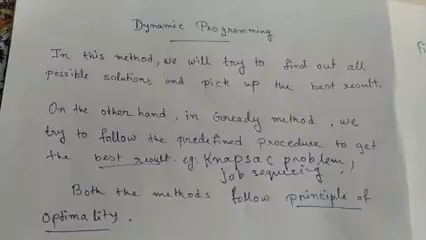 Dynamic Programming
In this method, we will try to find out all
possible solutions and pick up the best result.
On the other hand, in Gready method, we
try to follow the predefined procedure to get
the best result. eg: Knapsac problem,
job sequecing.
Both the methods follow principle of
optimality.